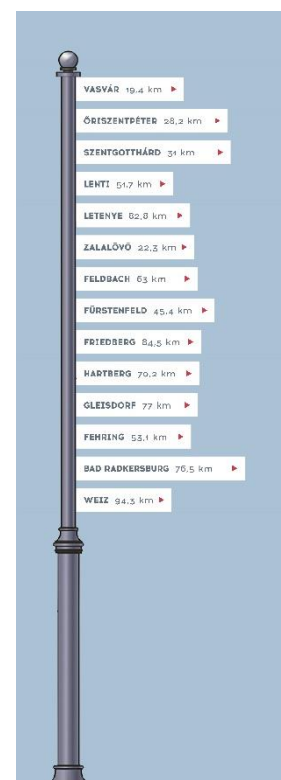 VASVÁR 19,4 km
ŐRISZENTPÉTER 28,2 km
SZENTGOTTHÁRD 31 km
LENTI 51,7 km
LETENYE 82,8 km
ZALALÖVŐ 22,3 km
FELDBACH 63 km
FÜRSTENFELD 45,4 km
FRIEDBERG 84,5 km
HARTBERG 70,2 km
GLEISDORF 77 km
FEHRING 53,1 km
BAD RADKERSBURG 76,5 km
WEIZ 94,3 km